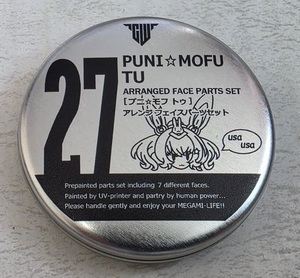 27
PUNI☆MOFU
TU
ARRANGED FACE PARTS SET
[プニ☆モフ トゥ]
アレンジフェイスパーツセット
usa
usa
Prepainted parts set including 7 different faces.
Painted by UV-printer and partry by human power...
Please handle gently and enjoy your MEGAMI-LIFE!!